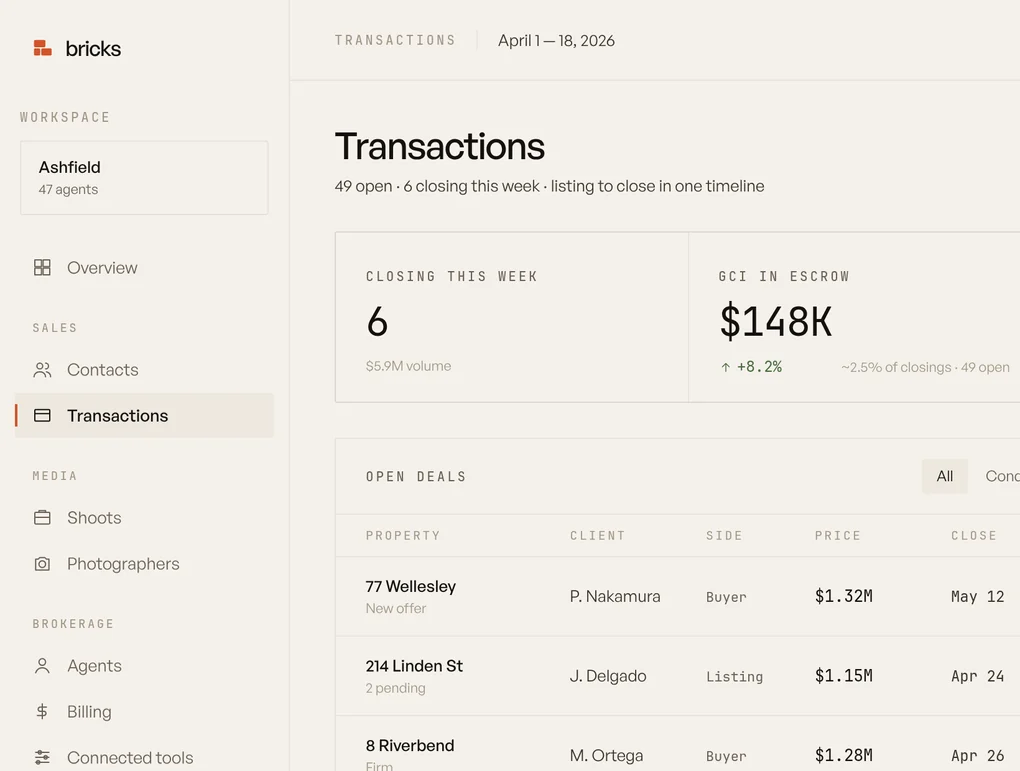 bricks
WORKSPACE
Ashfield
47 agents
Overview
SALES
Contacts
Transactions
MEDIA
Shoots
Photographers
BROKERAGE
Agents
Billing
Connected tools
TRANSACTIONS April 1 — 18, 2026
Transactions
49 open · 6 closing this week · listing to close in one timeline
CLOSING THIS WEEK
6
$5.9M volume
GCI IN ESCROW
$148K
↑ +8.2% ~2.5% of closings · 49 open
OPEN DEALS All
PROPERTY CLIENT SIDE PRICE CLOSE
77 Wellesley
New offer
P. Nakamura Buyer $1.32M May 12
214 Linden St
2 pending
J. Delgado Listing $1.15M Apr 24
8 Riverbend
Firm
M. Ortega Buyer $1.28M Apr 26